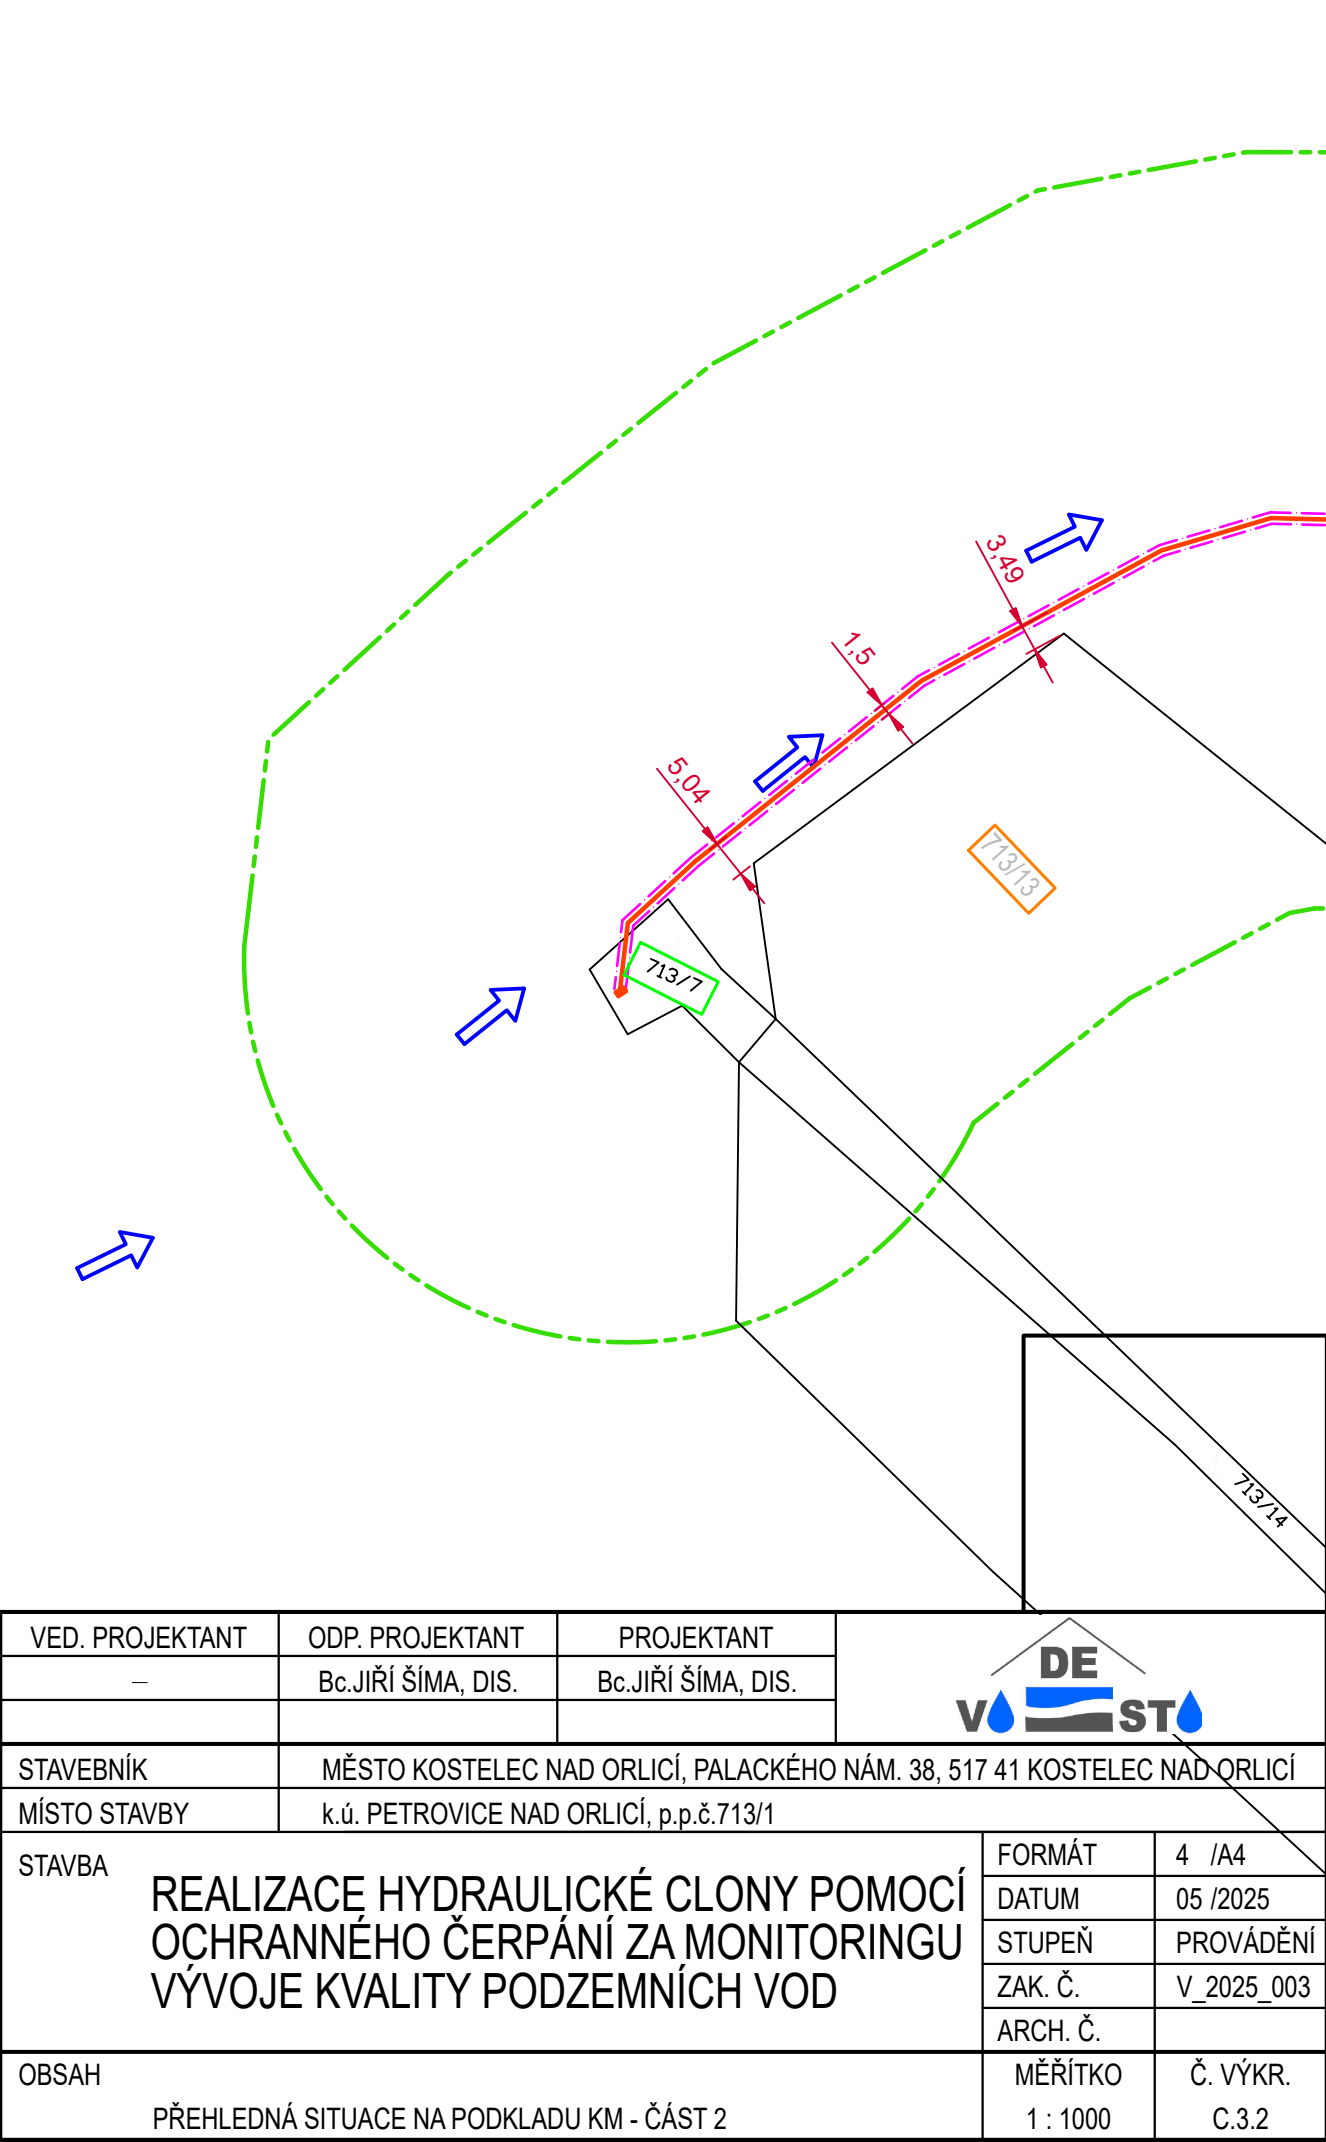 3,49
1,5
5,04
713/13
713/7
713/14
VED. PROJEKTANT ODP. PROJEKTANT PROJEKTANT
– Bc.JIŘÍ ŠÍMA, DIS. Bc.JIŘÍ ŠÍMA, DIS.
DE
V STO
STAVEBNÍK MĚSTO KOSTELEC NAD ORLICÍ, PALACKÉHO NÁM. 38, 517 41 KOSTELEC NAD ORLICÍ
MÍSTO STAVBY k.ú. PETROVICE NAD ORLICÍ, p.p.č.713/1
STAVBA
REALIZACE HYDRAULICKÉ CLONY POMOCÍ
OCHRANNÉHO ČERPÁNÍ ZA MONITORINGU
VÝVOJE KVALITY PODZEMNÍCH VOD
FORMÁT 4 /A4
DATUM 05 /2025
STUPEŇ PROVÁDĚNÍ
ZAK. Č. V_2025_003
ARCH. Č.
OBSAH
PŘEHLEDNÁ SITUACE NA PODKLADU KM - ČÁST 2
MĚŘÍTKO Č. VÝKR.
1 : 1000 C.3.2